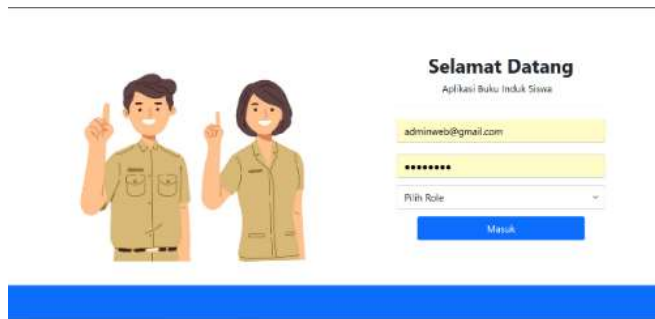 Selamat Datang
Aplikasi Buku Induk Siswa
adminweb@gmail.com
••••••••
Pilih Role
Masuk